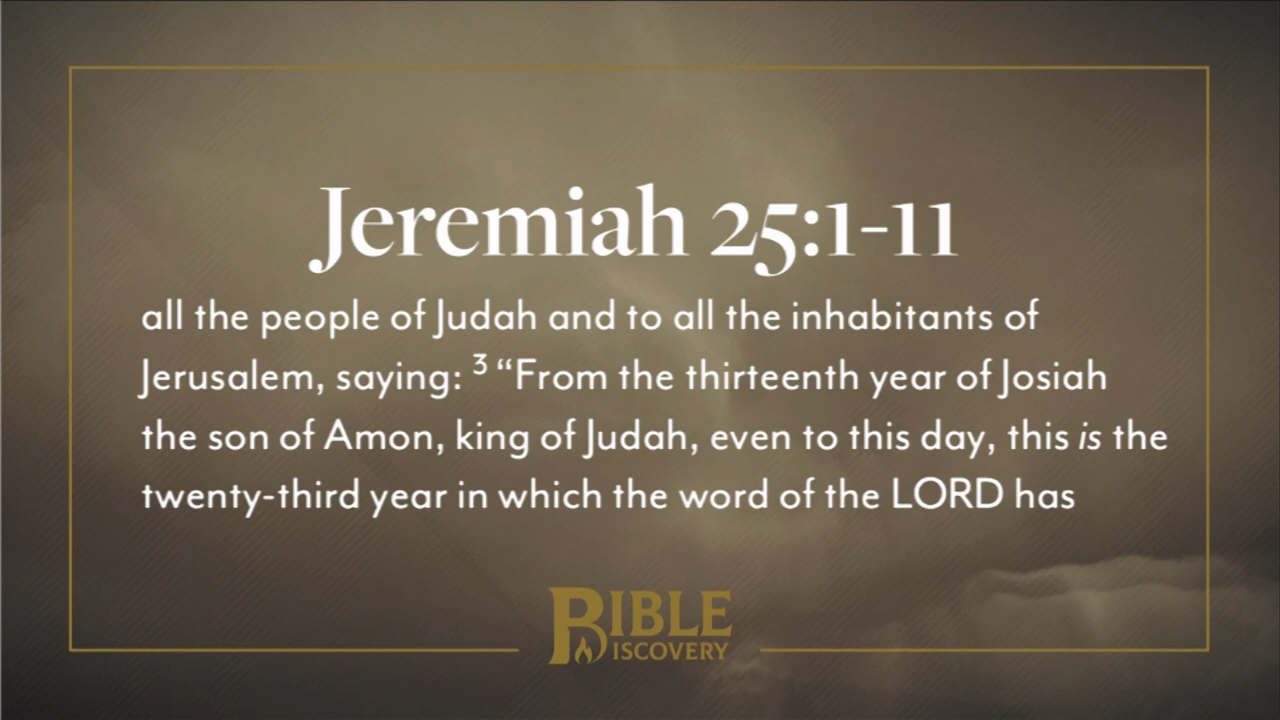 Jeremiah 25:1-11
all the people of Judah and to all the inhabitants of
Jerusalem, saying: ³ “From the thirteenth year of Josiah
the son of Amon, king of Judah, even to this day, this is the
twenty-third year in which the word of the LORD has
BIBLE
DISCOVERY